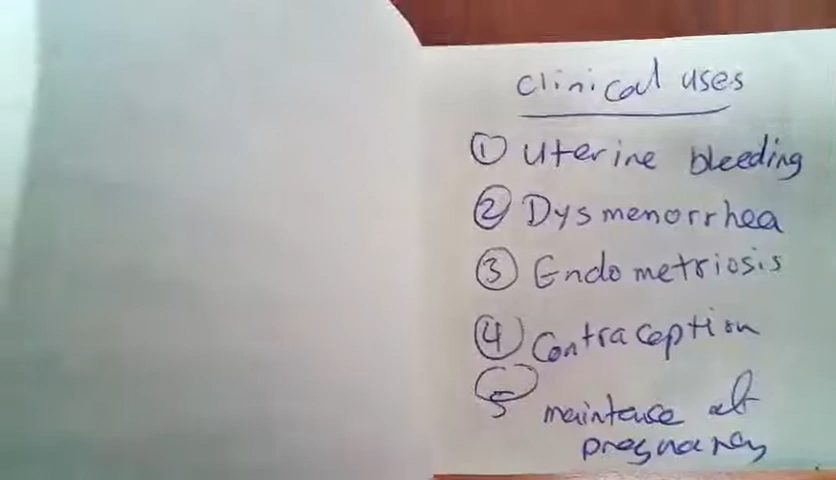 clinical uses
① Uterine bleeding
② Dysmenorrhea
③ Endometriosis
④ Contraception
5 maintence of
pregnancy